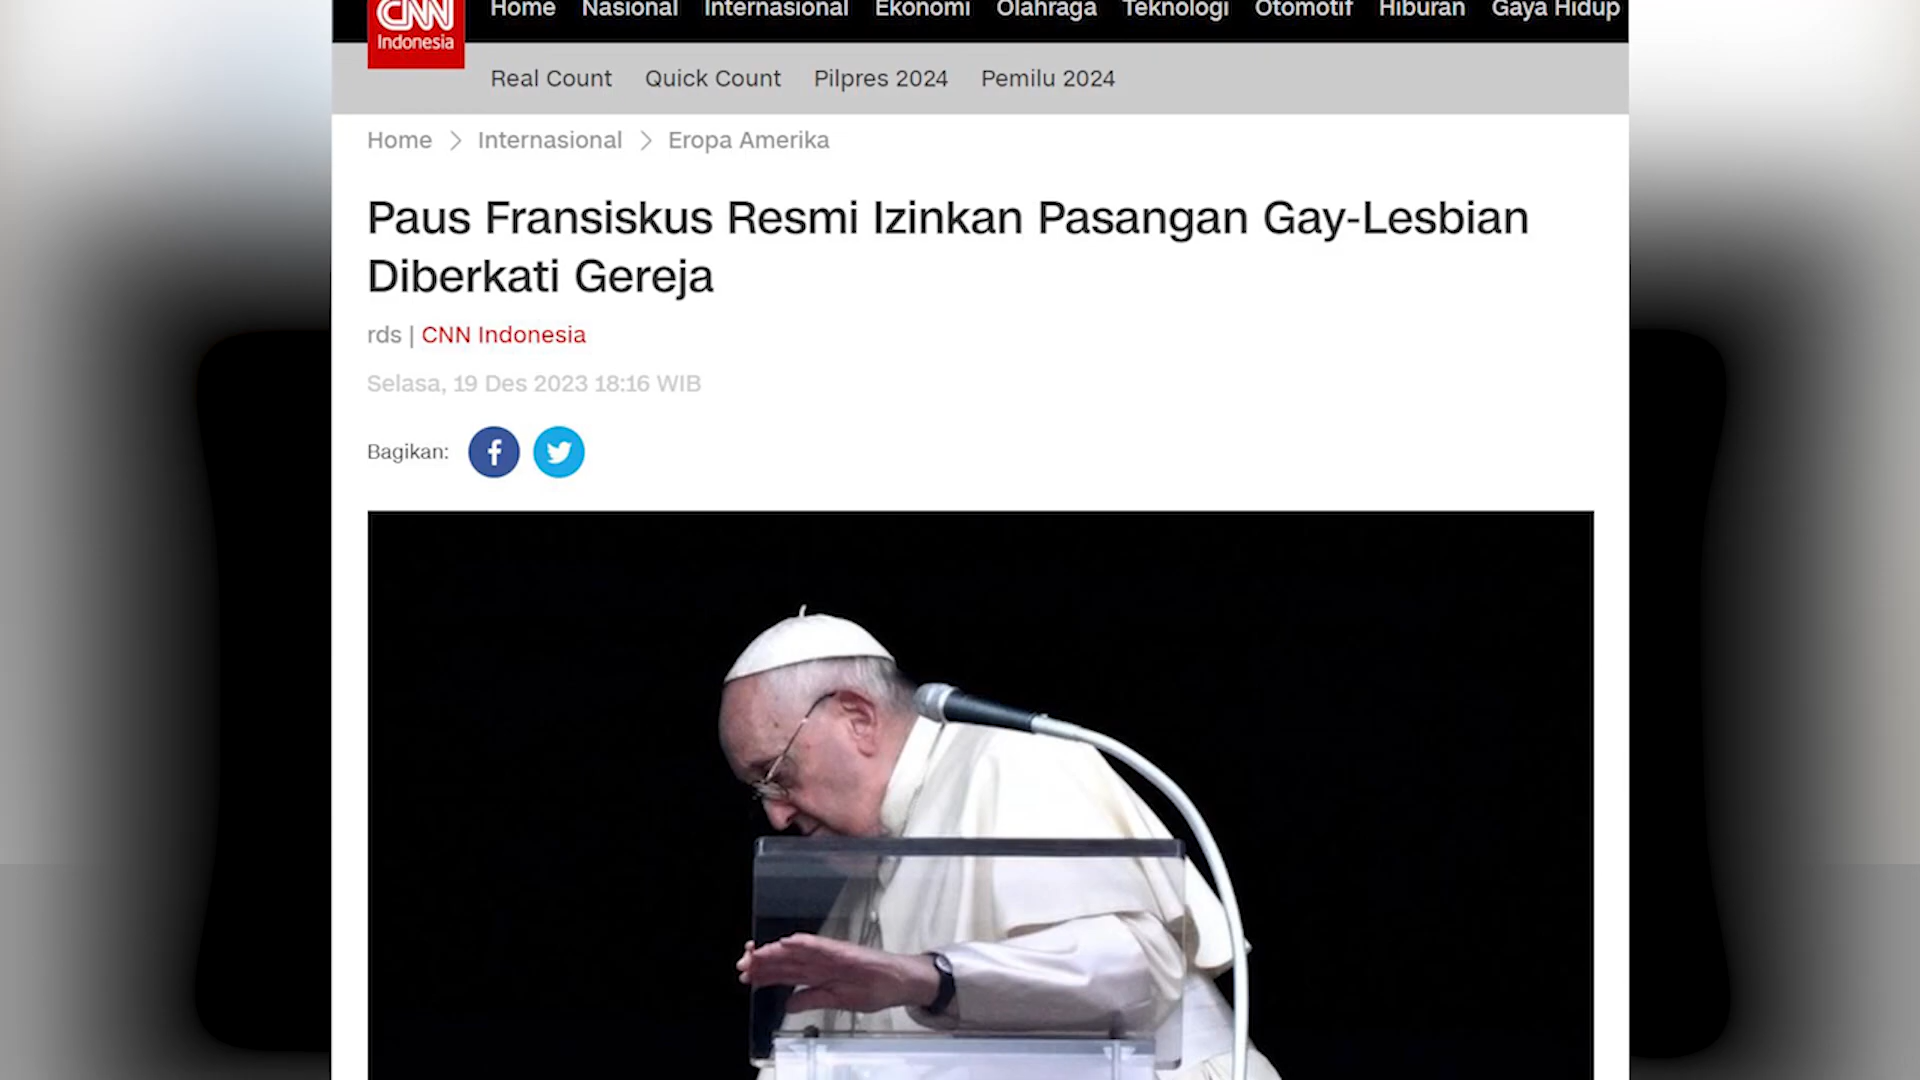 CNN
Indonesia
Home Nasional Internasional Ekonomi Olahraga Teknologi Otomotif Hiburan Gaya Hidup
Real Count Quick Count Pilpres 2024 Pemilu 2024
Home > Internasional > Eropa Amerika
Paus Fransiskus Resmi Izinkan Pasangan Gay-Lesbian
Diberkati Gereja
rds | CNN Indonesia
Selasa, 19 Des 2023 18:16 WIB
Bagikan: